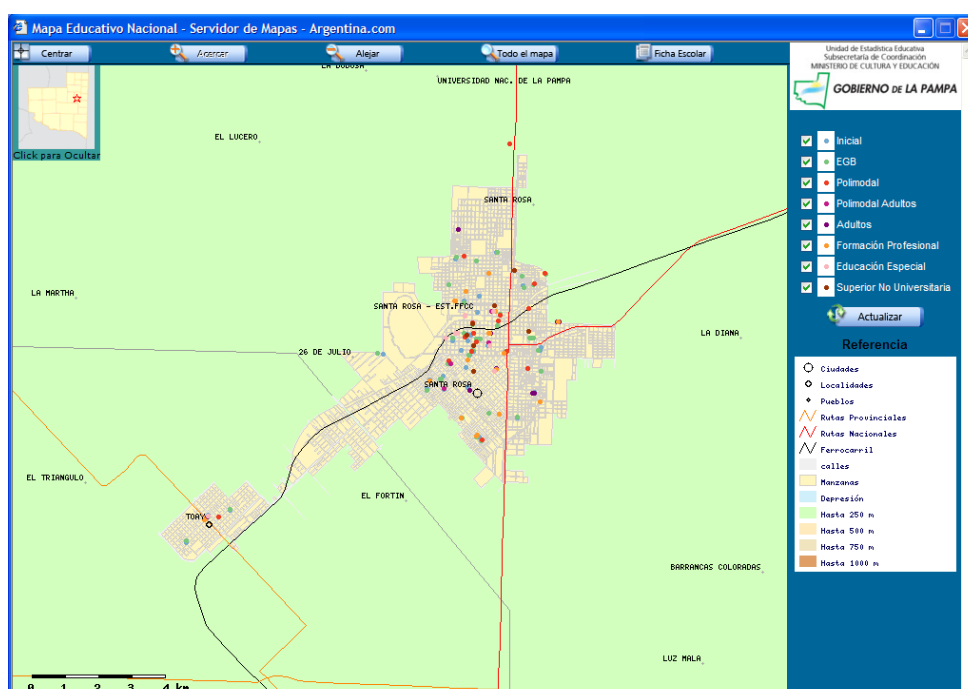 Mapa Educativo Nacional - Servidor de Mapas - Argentina.com
Centrar
Acercar
Alejar
Todo el mapa
Ficha Escolar
Unidad de Estadística Educativa
Subsecretaría de Coordinación
MINISTERIO DE CULTURA Y EDUCACIÓN
GOBIERNO DE LA PAMPA
Click para Ocultar
UNIVERSIDAD NAC. DE LA PAMPA
EL LUCERO
SANTA ROSA
LA MARTHA
SANTA ROSA - EST.FFCC
LA DIANA
26 DE JULIO
SANTA ROSA
EL TRIANGULO
EL FORTIN
BARRANCAS COLORADAS
LUZ MALA
0 1 2 3 4 km
Inicial
EGB
Polimodal
Polimodal Adultos
Adultos
Formación Profesional
Educación Especial
Superior No Universitaria
Actualizar
Referencia
Ciudades
Localidades
Pueblos
Rutas Provinciales
Rutas Nacionales
Ferrocarril
calles
Manzanas
Depresión
Hasta 250 m
Hasta 500 m
Hasta 750 m
Hasta 1000 m